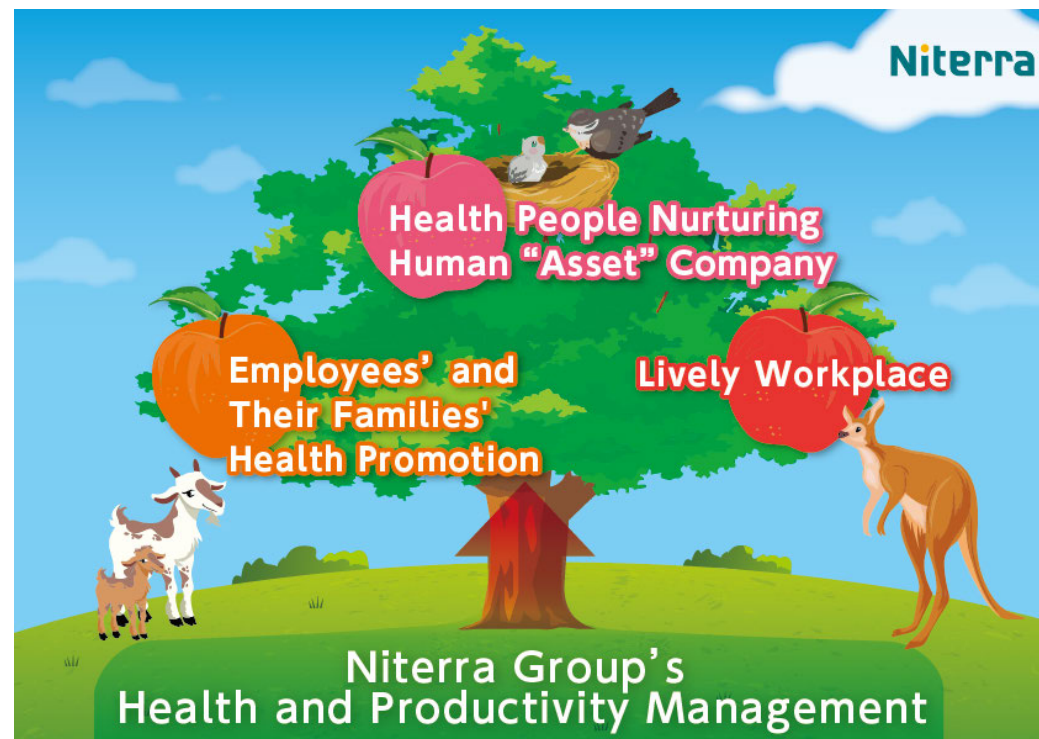 Niterra
Health People Nurturing
Human “Asset” Company
Employees’ and
Their Families'
Health Promotion
Lively Workplace
Niterra Group’s
Health and Productivity Management